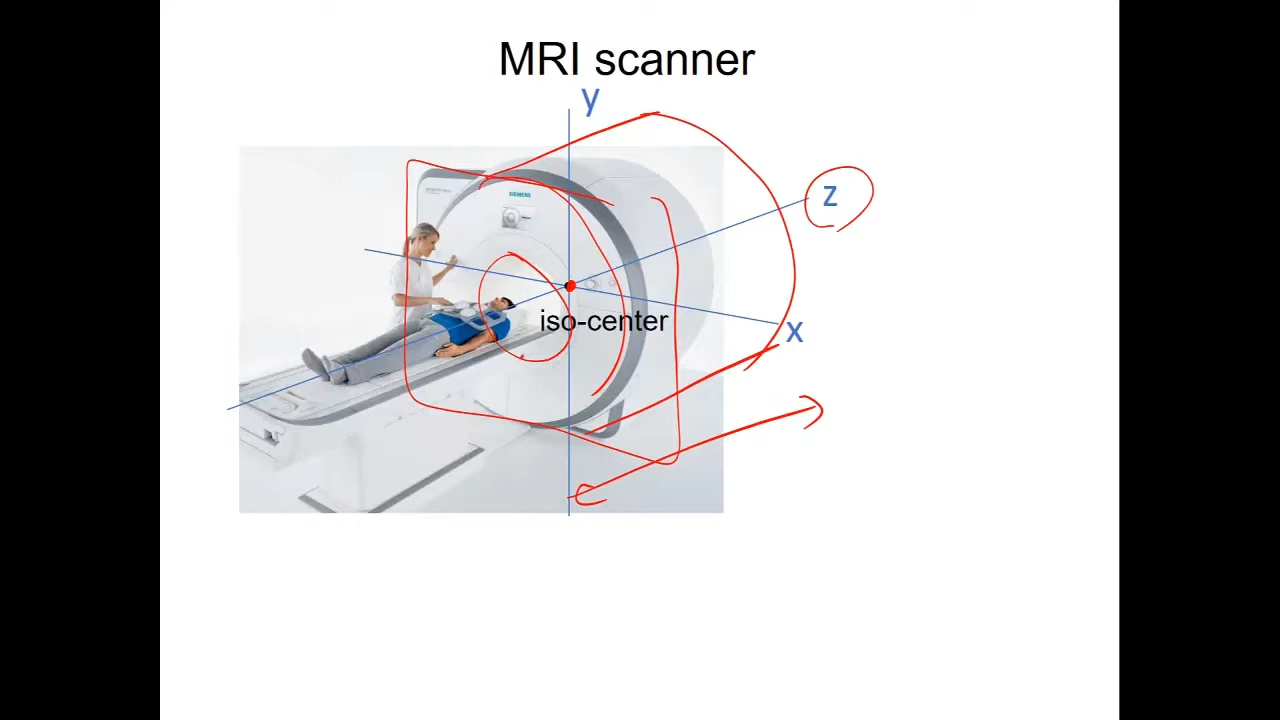 MRI scanner
y
z
SIEMENS
iso-center
x